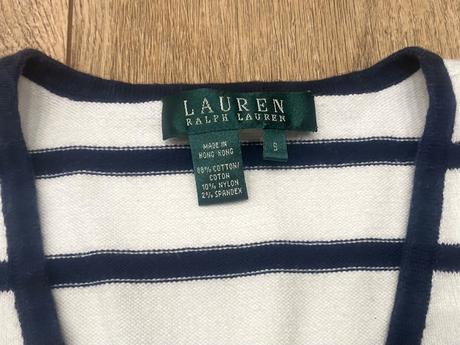 LAUREN
RALPH LAUREN
MADE IN
HONG KONG
S
88% COTTON/
COTON
10% NYLON
2% SPANDEX